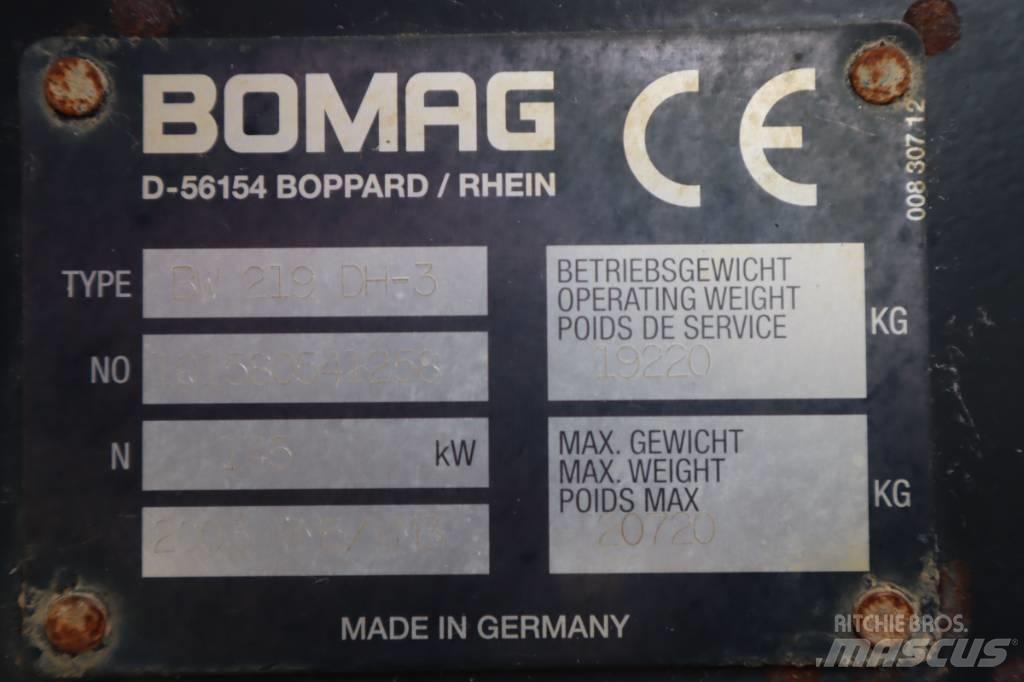 BOMAG
CE
D-56154 BOPPARD / RHEIN
008 307 12
TYPE BW 219 DH-3
NO
N kW
BETRIEBSGEWICHT
OPERATING WEIGHT
POIDS DE SERVICE
19220 KG
MAX. GEWICHT
MAX. WEIGHT
POIDS MAX
20720 KG
MADE IN GERMANY
RITCHIE BROS.
MASCUS